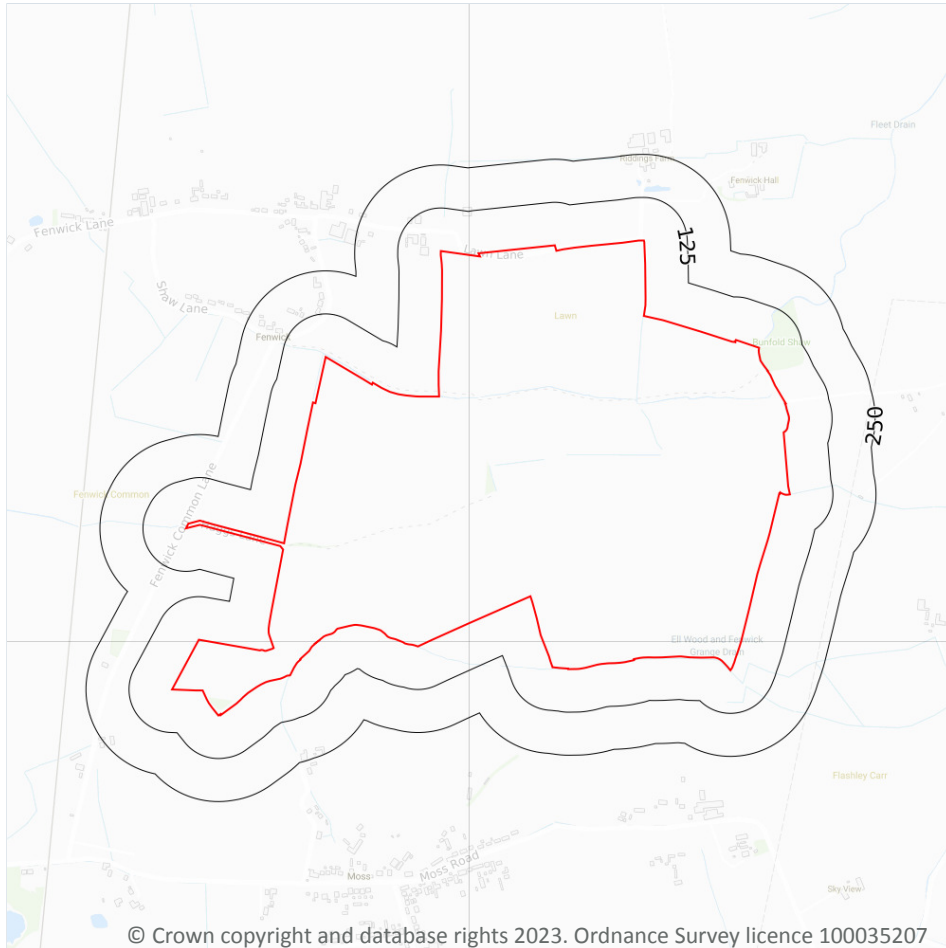 Fleet Drain
Riddings Farm
Fenwick Hall
Fenwick Lane
125
Lawn Lane
Shaw Lane
Lawn
Fenwick
Bunfold Shaw
250
Fenwick Common
Fenwick Common Lane
Ell Wood and Fenwick
Grange Drain
Flashley Carr
Moss Road
Moss
Sky View
© Crown copyright and database rights 2023. Ordnance Survey licence 100035207